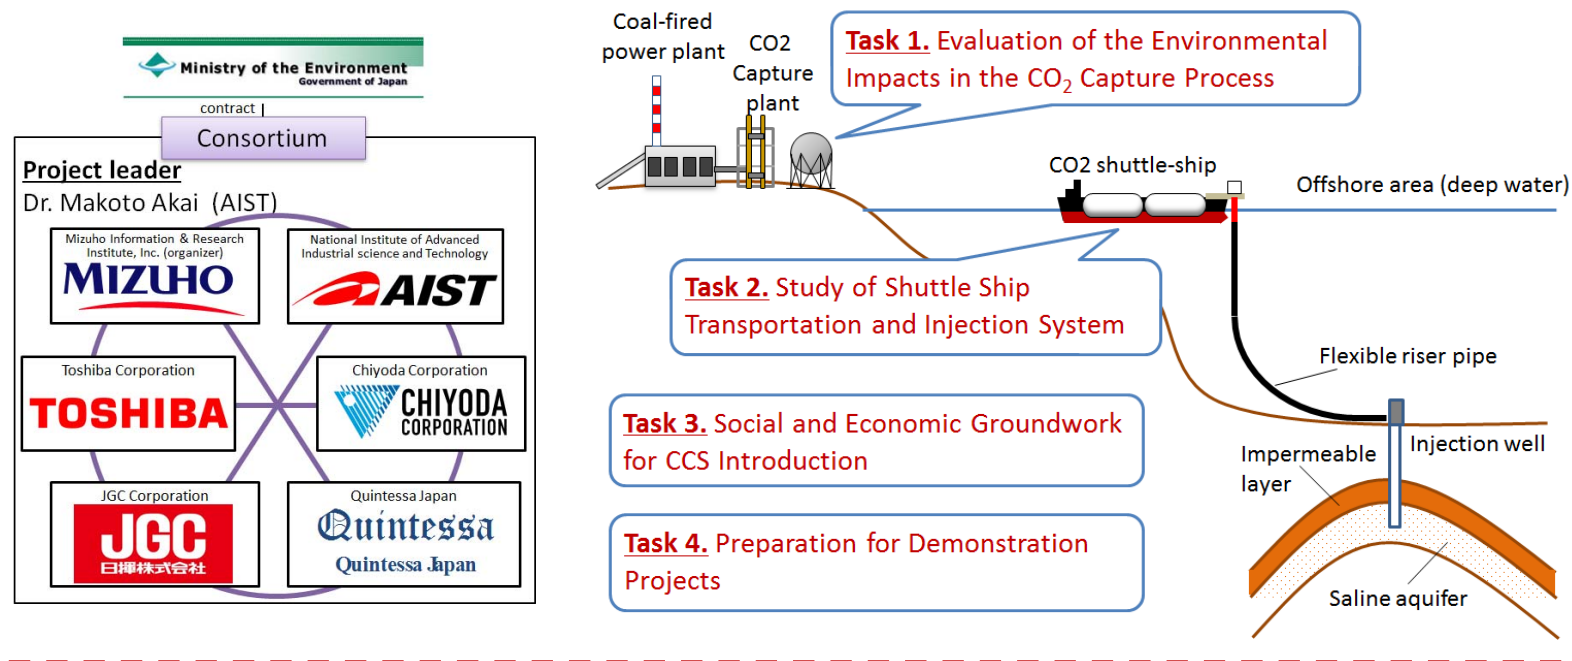 Ministry of the Environment
Government of Japan
contract
Consortium
Project leader
Dr. Makoto Akai (AIST)
Mizuho Information & Research
Institute, Inc. (organizer)
MIZUHO
National Institute of Advanced
Industrial science and Technology
AIST
Toshiba Corporation
TOSHIBA
Chiyoda Corporation
CHIYODA
CORPORATION
JGC Corporation
JGC
日揮株式会社
Quintessa Japan
Quintessa
Quintessa Japan
Coal-fired
power plant
CO2
Capture
plant
Task 1. Evaluation of the Environmental
Impacts in the CO₂ Capture Process
CO2 shuttle-ship
Offshore area (deep water)
Task 2. Study of Shuttle Ship
Transportation and Injection System
Flexible riser pipe
Task 3. Social and Economic Groundwork
for CCS Introduction
Injection well
Impermeable
layer
Task 4. Preparation for Demonstration
Projects
Saline aquifer